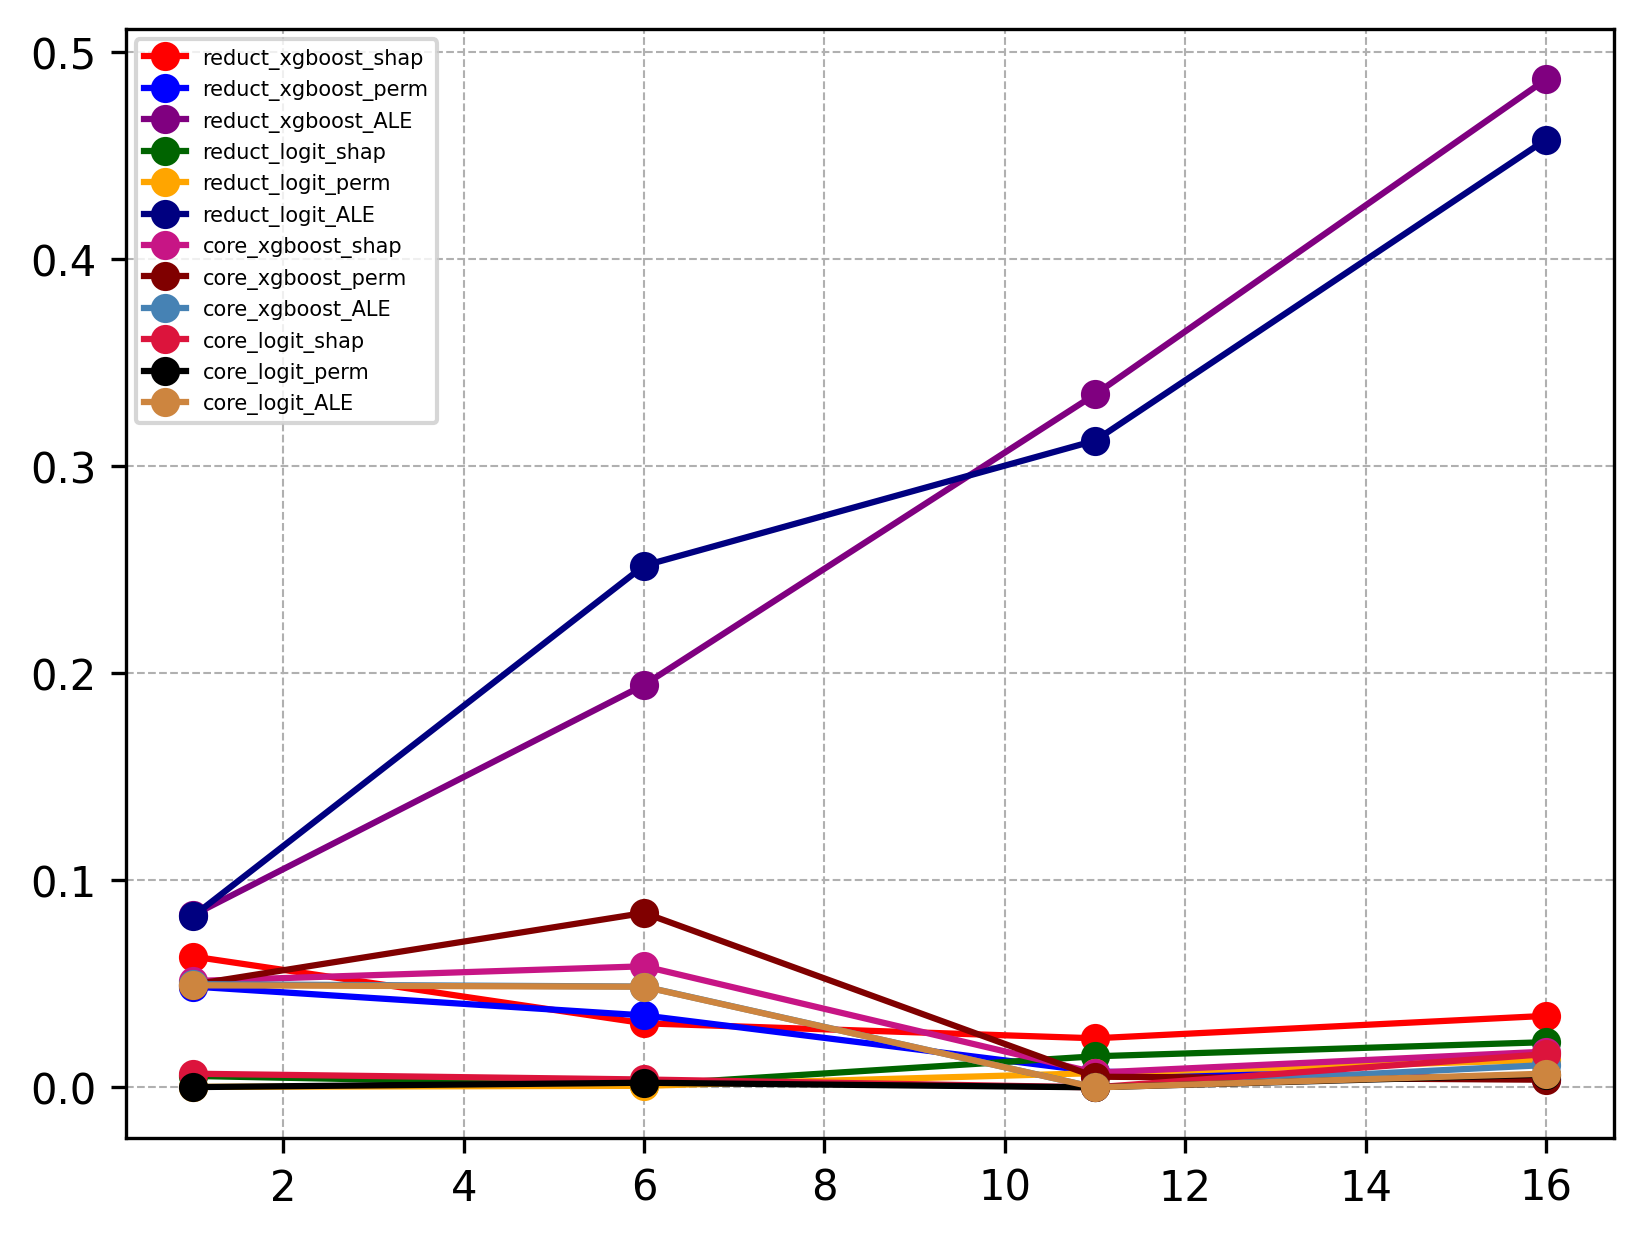 0.5
0.4
0.3
0.2
0.1
0.0
reduct_xgboost_shap
reduct_xgboost_perm
reduct_xgboost_ALE
reduct_logit_shap
reduct_logit_perm
reduct_logit_ALE
core_xgboost_shap
core_xgboost_perm
core_xgboost_ALE
core_logit_shap
core_logit_perm
core_logit_ALE
2 4 6 8 10 12 14 16